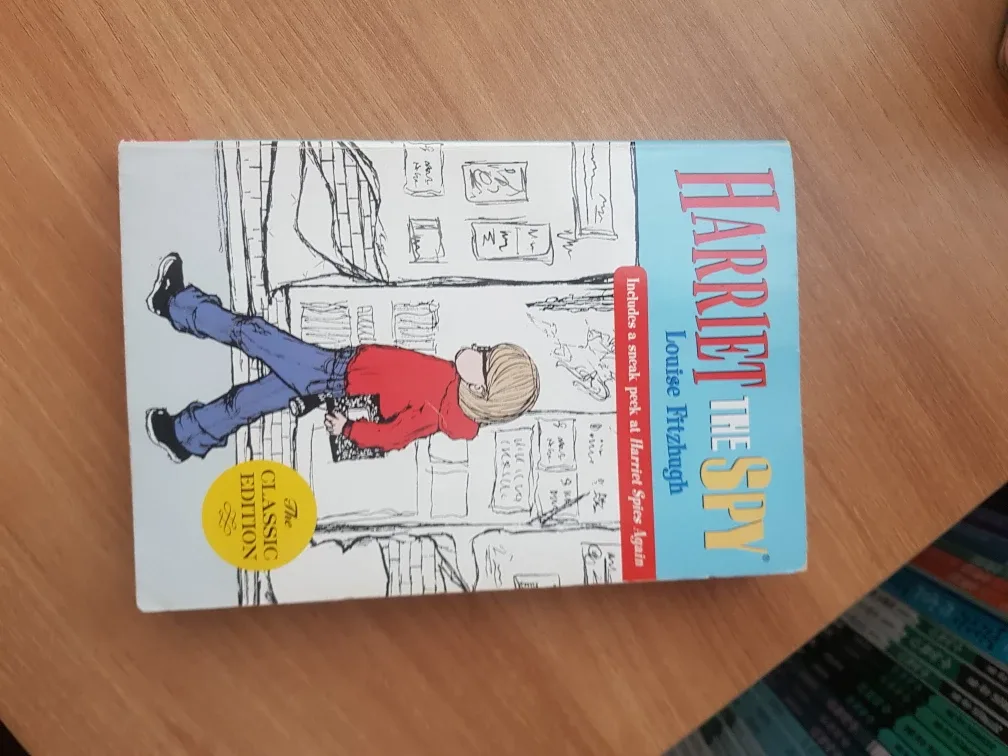 HARRIET THE SPY®
Louise Fitzhugh
Includes a sneak peek at Harriet Spies Again
The
CLASSIC
EDITION